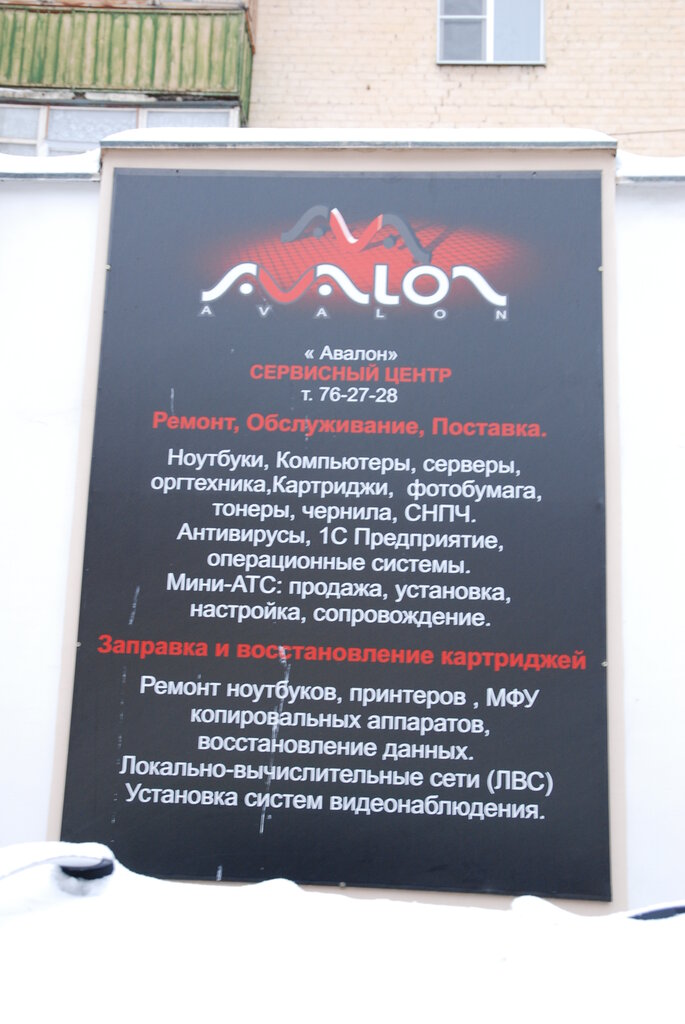 AVA
AVALON
AVALON
« Авалон»
СЕРВИСНЫЙ ЦЕНТР
т. 76-27-28
Ремонт, Обслуживание, Поставка.
Ноутбуки, Компьютеры, серверы,
оргтехника,Картриджи, фотобумага,
тонеры, чернила, СНПЧ.
Антивирусы, 1С Предприятие,
операционные системы.
Мини-АТС: продажа, установка,
настройка, сопровождение.
Заправка и восстановление картриджей
Ремонт ноутбуков, принтеров , МФУ
копировальных аппаратов,
восстановление данных.
Локально-вычислительные сети (ЛВС)
Установка систем видеонаблюдения.